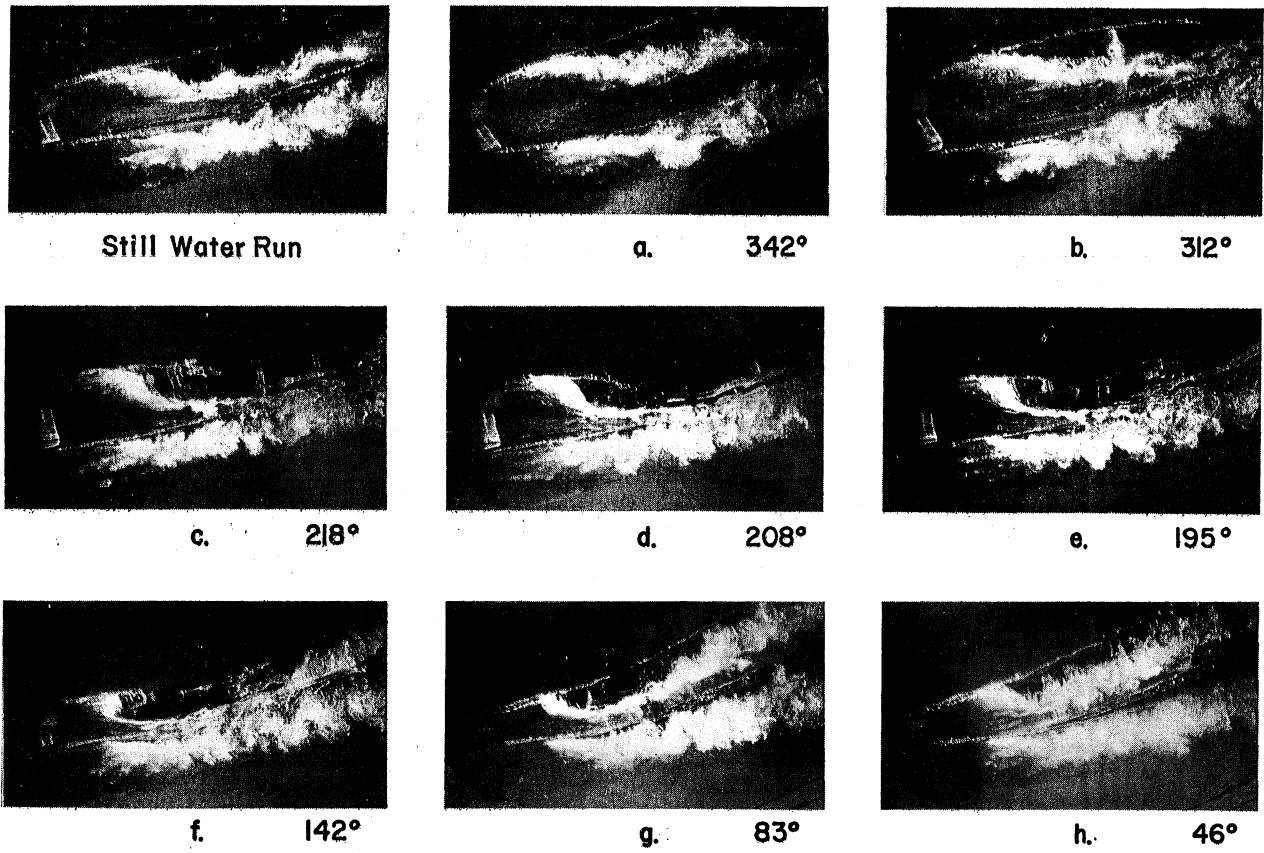 Still Water Run
a. 342°
b. 312°
c. 218°
d. 208°
e. 195°
f. 142°
g. 83°
h. 46°